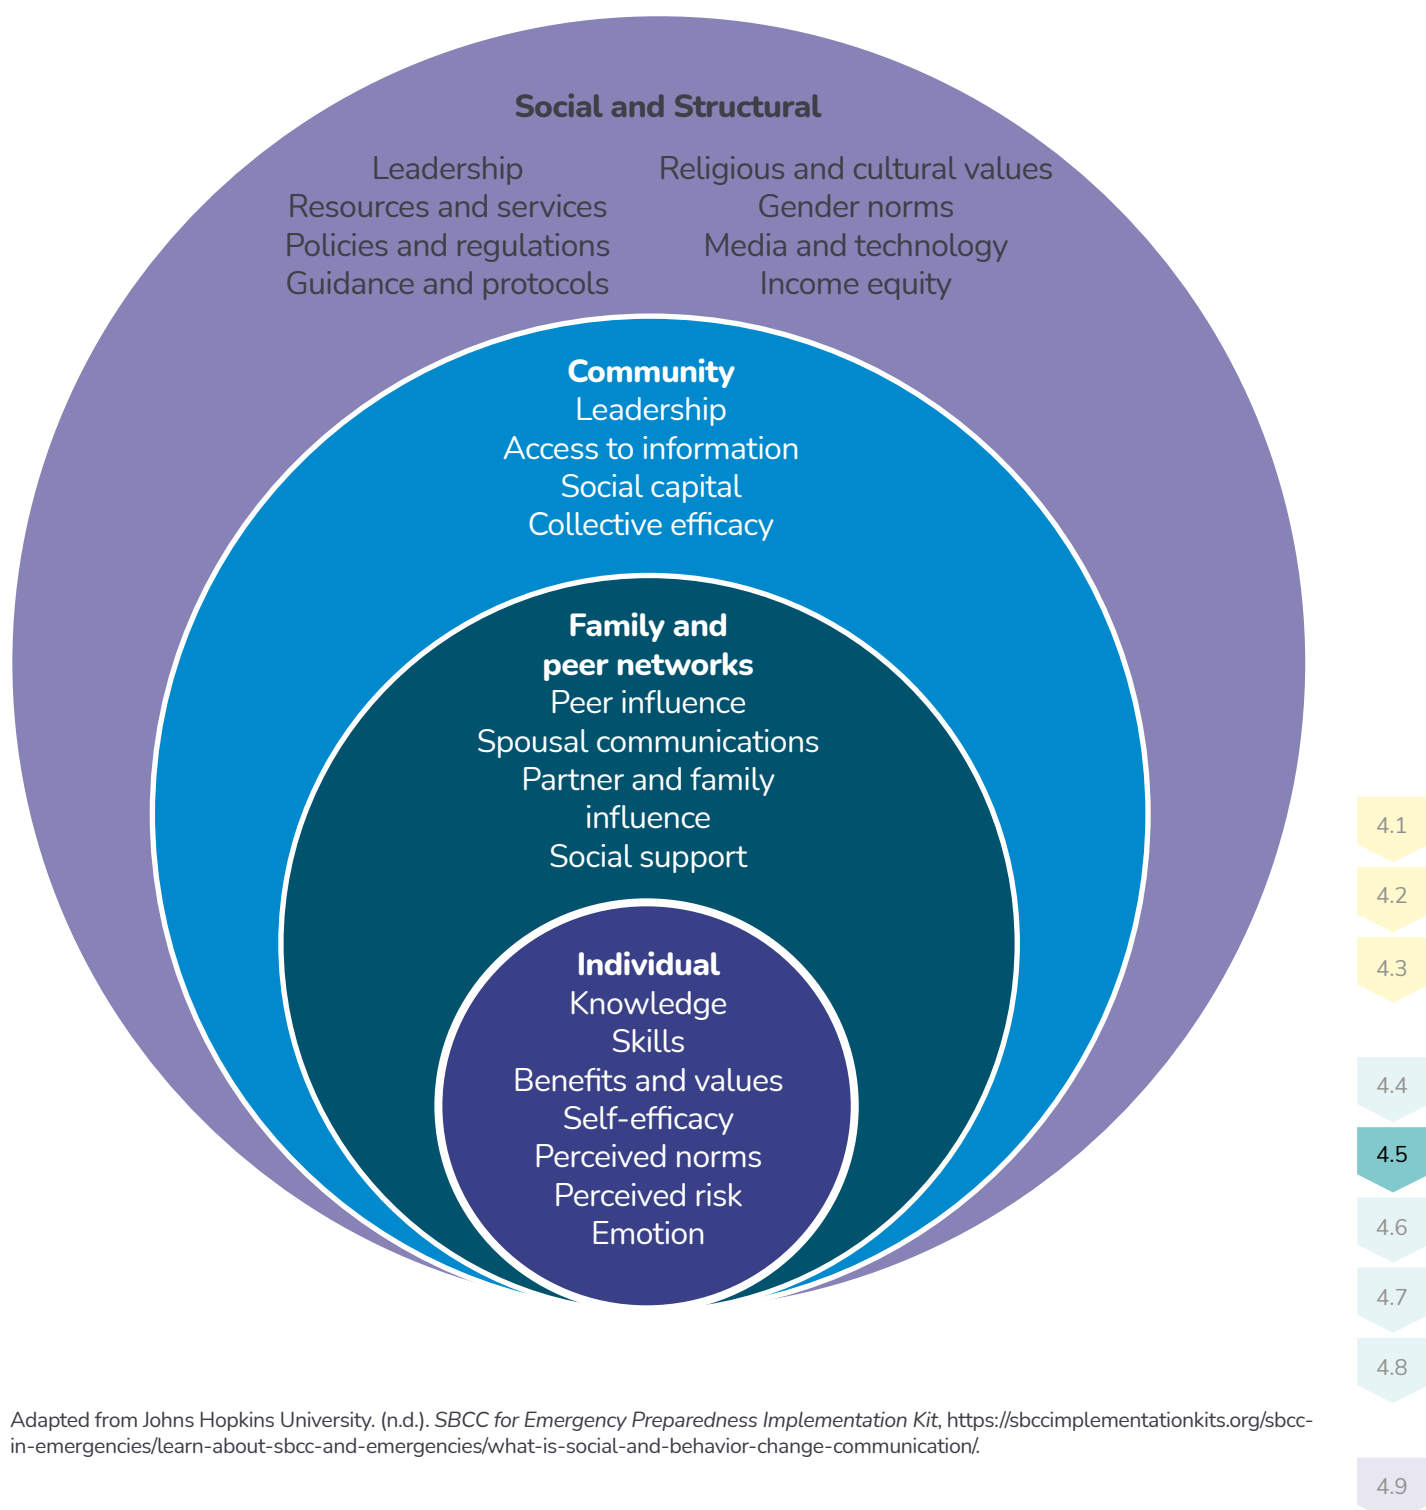 Social and Structural
Leadership
Resources and services
Policies and regulations
Guidance and protocols
Religious and cultural values
Gender norms
Media and technology
Income equity
Community
Leadership
Access to information
Social capital
Collective efficacy
Family and
peer networks
Peer influence
Spousal communications
Partner and family
influence
Social support
Individual
Knowledge
Skills
Benefits and values
Self-efficacy
Perceived norms
Perceived risk
Emotion
4.1
4.2
4.3
4.4
4.5
4.6
4.7
4.8
4.9
Adapted from Johns Hopkins University. (n.d.). SBCC for Emergency Preparedness Implementation Kit, https://sbccimplementationkits.org/sbcc-
in-emergencies/learn-about-sbcc-and-emergencies/what-is-social-and-behavior-change-communication/.